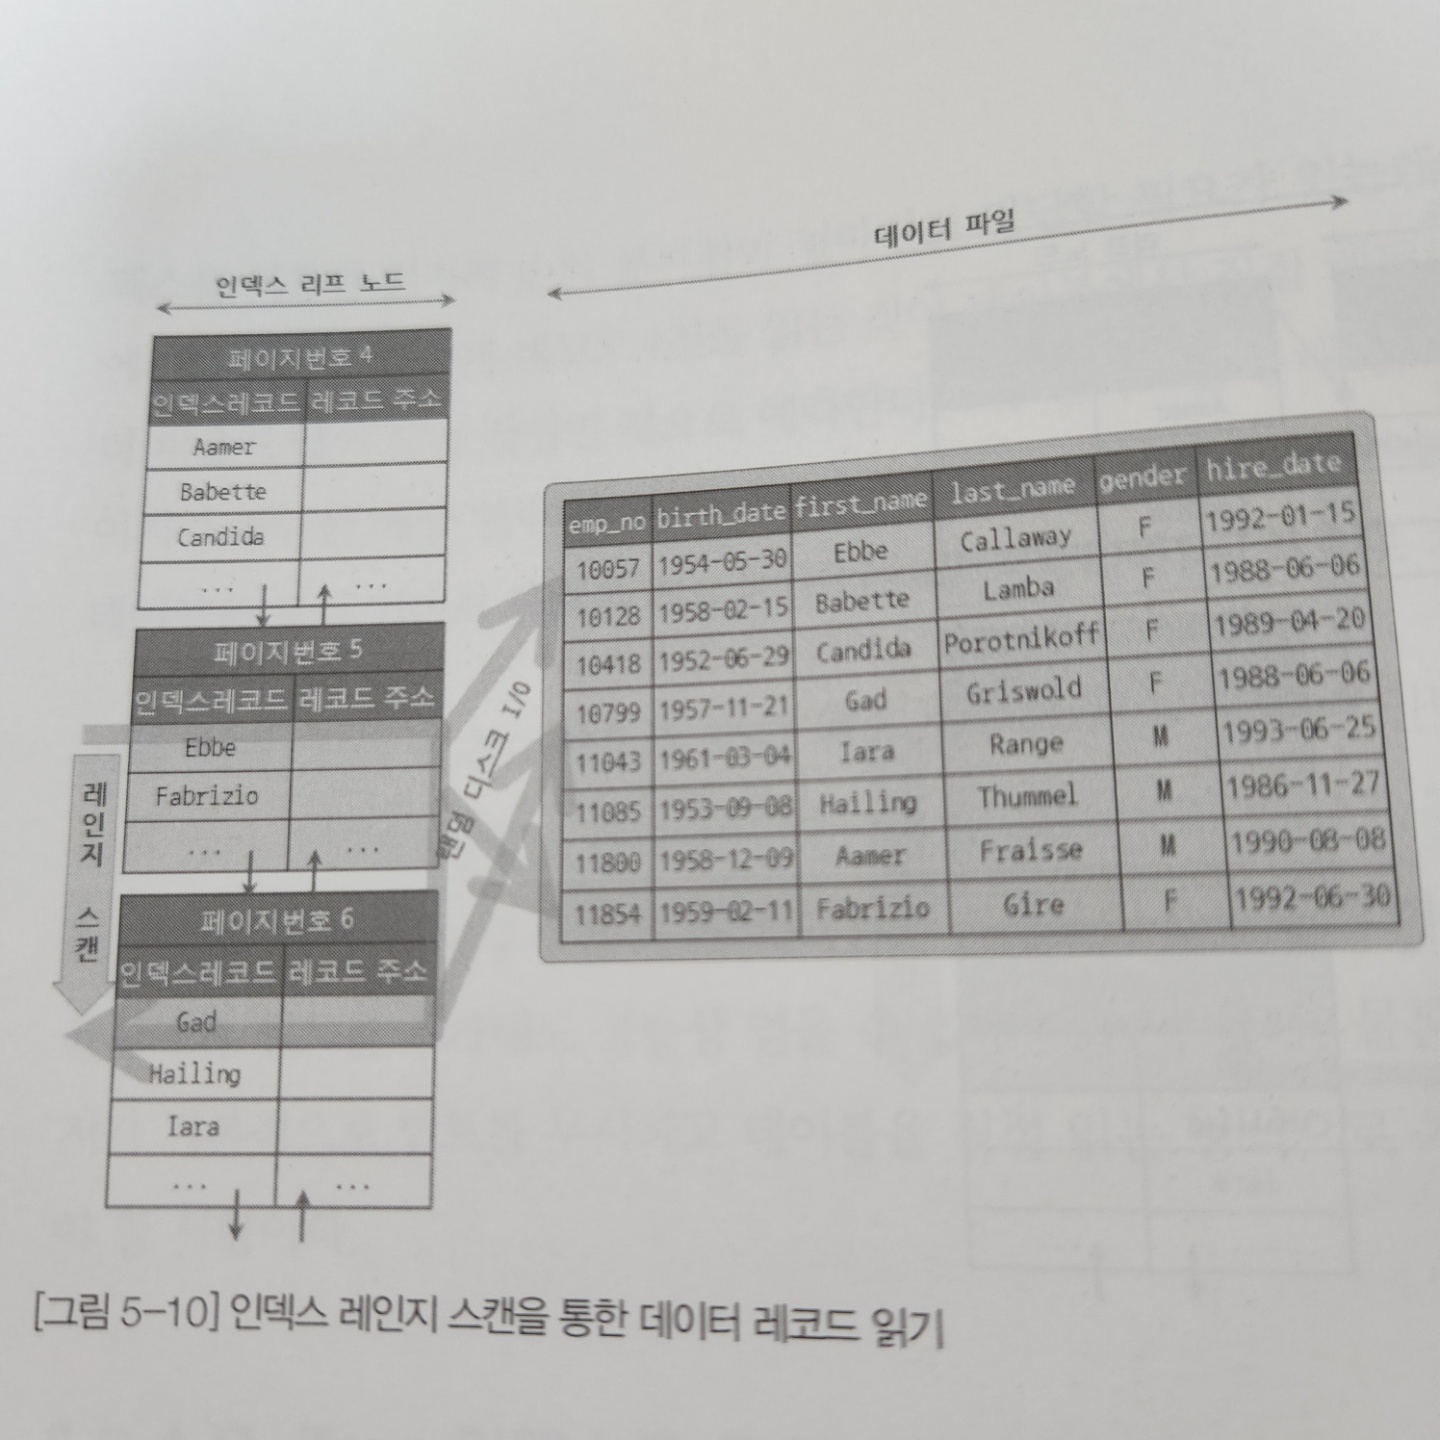 데이터 파일
인덱스 리프 노드
페이지번호 4
인덱스레코드 레코드 주소
Aamer
Babette
Candida
... ...
페이지번호 5
인덱스레코드 레코드 주소
Ebbe
Fabrizio
... ...
페이지번호 6
인덱스레코드 레코드 주소
Gad
Hailing
Iara
... ...
레인지 스캔
랜덤 디스크 I/O
emp_no birth_date first_name last_name gender hire_date
10057 1954-05-30 Ebbe Callaway F 1992-01-15
10128 1958-02-15 Babette Lamba F 1988-06-06
10418 1952-06-29 Candida Porotnikoff F 1989-04-20
10799 1957-11-21 Gad Griswold F 1988-06-06
11043 1961-03-04 Iara Range M 1993-06-25
11085 1953-09-08 Hailing Thummel M 1986-11-27
11800 1958-12-09 Aamer Fraisse M 1990-08-08
11854 1959-02-11 Fabrizio Gire F 1992-06-30
[그림 5-10] 인덱스 레인지 스캔을 통한 데이터 레코드 읽기